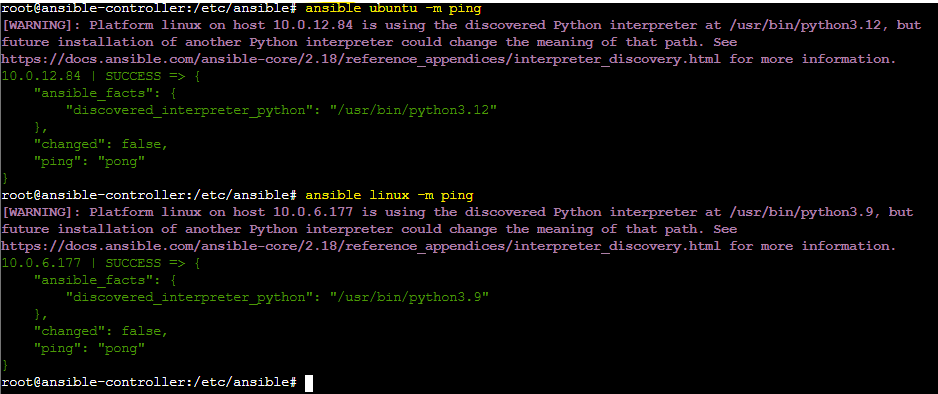 root@ansible-controller:/etc/ansible# ansible ubuntu -m ping
[WARNING]: Platform linux on host 10.0.12.84 is using the discovered Python interpreter at /usr/bin/python3.12, but
future installation of another Python interpreter could change the meaning of that path. See
https://docs.ansible.com/ansible-core/2.18/reference_appendices/interpreter_discovery.html for more information.
10.0.12.84 | SUCCESS => {
    "ansible_facts": {
        "discovered_interpreter_python": "/usr/bin/python3.12"
    },
    "changed": false,
    "ping": "pong"
}
root@ansible-controller:/etc/ansible# ansible linux -m ping
[WARNING]: Platform linux on host 10.0.6.177 is using the discovered Python interpreter at /usr/bin/python3.9, but
future installation of another Python interpreter could change the meaning of that path. See
https://docs.ansible.com/ansible-core/2.18/reference_appendices/interpreter_discovery.html for more information.
10.0.6.177 | SUCCESS => {
    "ansible_facts": {
        "discovered_interpreter_python": "/usr/bin/python3.9"
    },
    "changed": false,
    "ping": "pong"
}
root@ansible-controller:/etc/ansible#